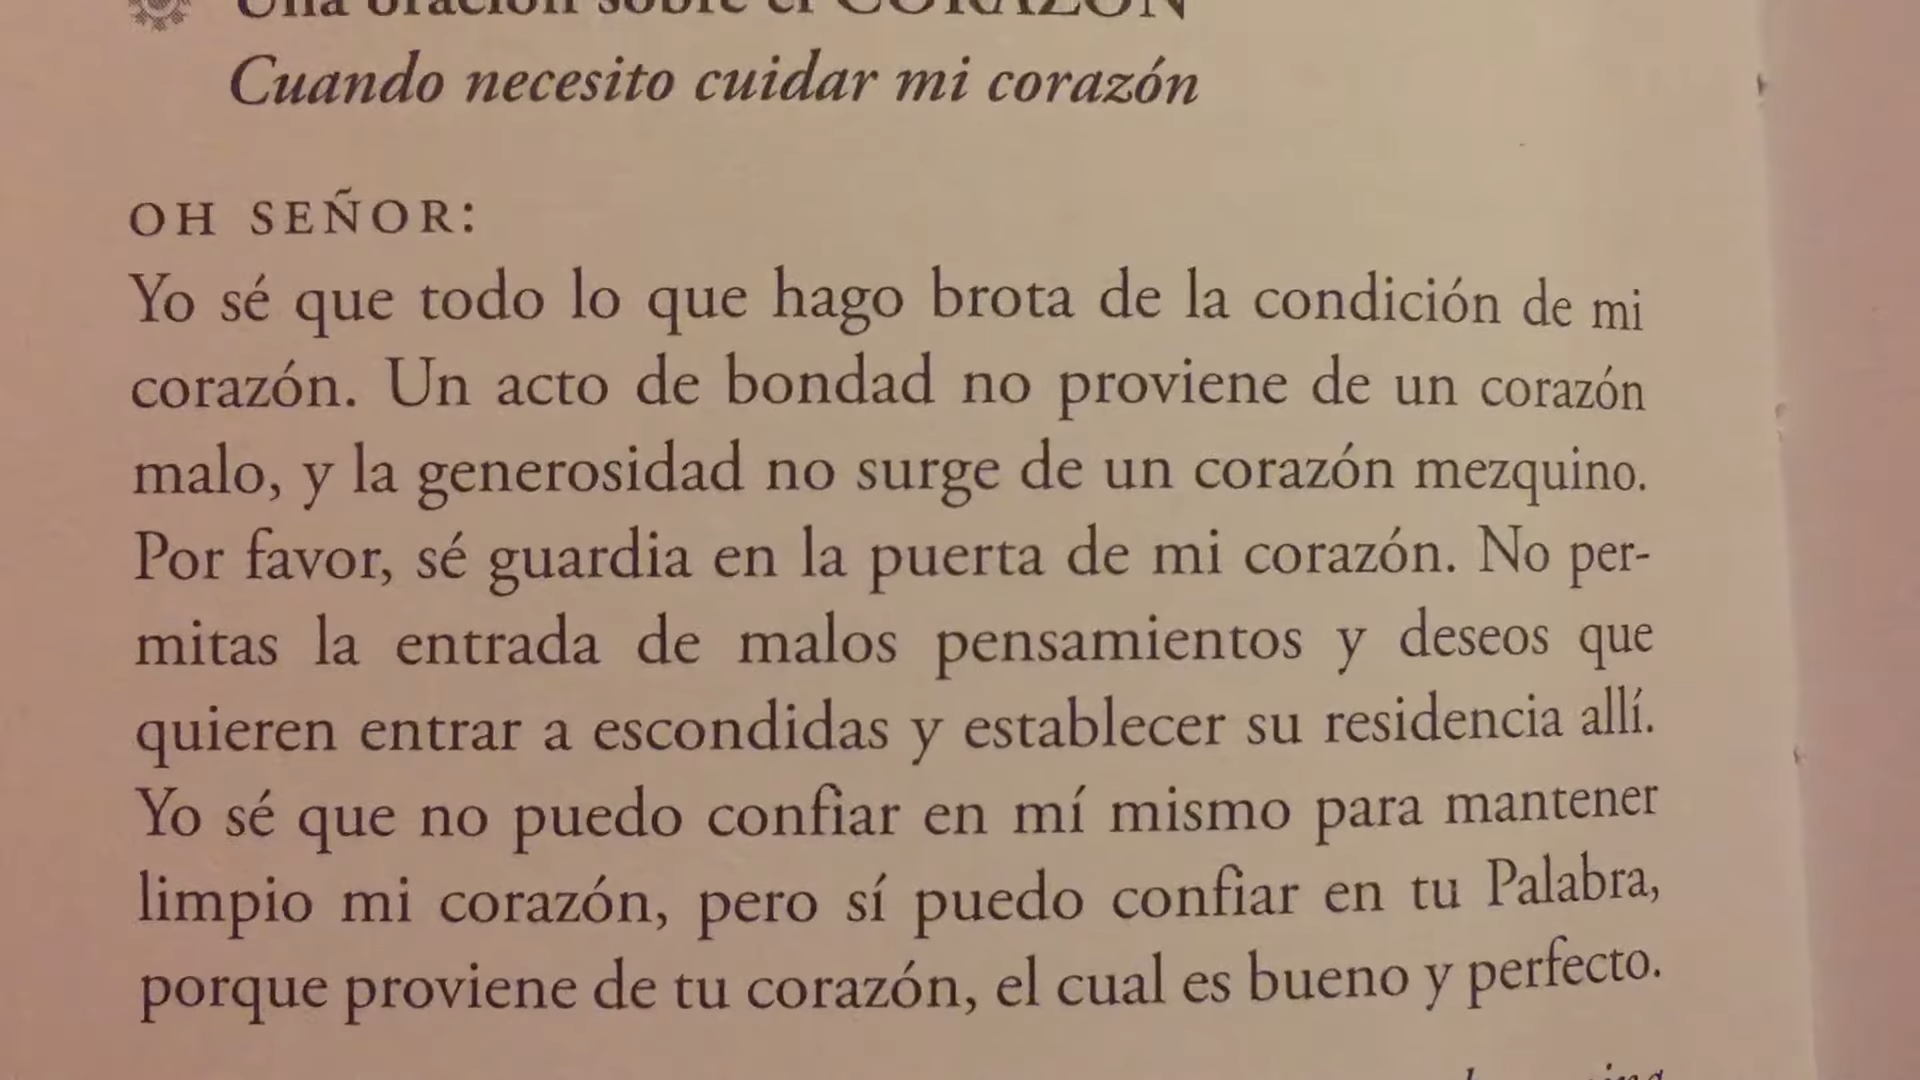 Una oración sobre el CORAZÓN
Cuando necesito cuidar mi corazón
OH SEÑOR:
Yo sé que todo lo que hago brota de la condición de mi
corazón. Un acto de bondad no proviene de un corazón
malo, y la generosidad no surge de un corazón mezquino.
Por favor, sé guardia en la puerta de mi corazón. No per-
mitas la entrada de malos pensamientos y deseos que
quieren entrar a escondidas y establecer su residencia allí.
Yo sé que no puedo confiar en mí mismo para mantener
limpio mi corazón, pero sí puedo confiar en tu Palabra,
porque proviene de tu corazón, el cual es bueno y perfecto.